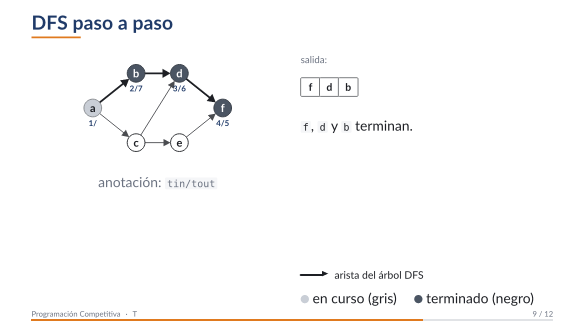 DFS paso a paso
salida:
b d
2/7 3/6
f d b
a f
1/ 4/5
f, d y b terminan.
c e
anotación: tin/tout
arista del árbol DFS
en curso (gris) terminado (negro)
Programación Competitiva · T 9 / 12